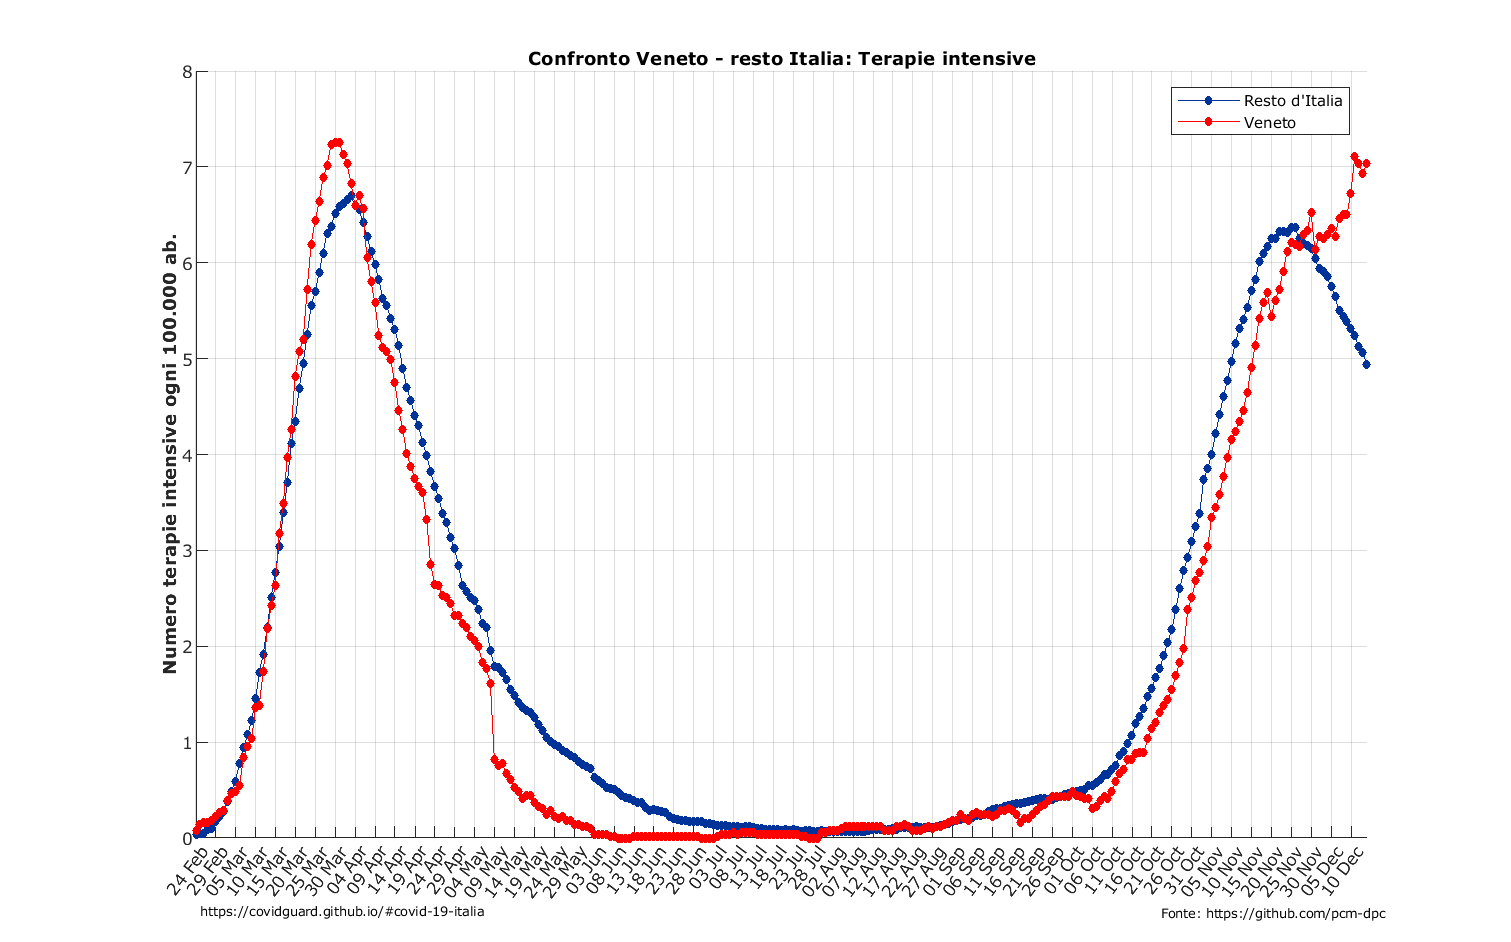 Confronto Veneto - resto Italia: Terapie intensive
Resto d'Italia
Veneto
Numero terapie intensive ogni 100.000 ab.
8
7
6
5
4
3
2
1
0
24 Feb
29 Feb
05 Mar
10 Mar
15 Mar
20 Mar
25 Mar
30 Mar
04 Apr
09 Apr
14 Apr
19 Apr
24 Apr
29 Apr
04 May
09 May
14 May
19 May
24 May
29 May
03 Jun
08 Jun
13 Jun
18 Jun
23 Jun
28 Jun
03 Jul
08 Jul
13 Jul
18 Jul
23 Jul
28 Jul
02 Aug
07 Aug
12 Aug
17 Aug
22 Aug
27 Aug
01 Sep
06 Sep
11 Sep
16 Sep
21 Sep
26 Sep
01 Oct
06 Oct
11 Oct
16 Oct
21 Oct
26 Oct
31 Oct
05 Nov
10 Nov
15 Nov
20 Nov
25 Nov
30 Nov
05 Dec
10 Dec
https://covidguard.github.io/#covid-19-italia
Fonte: https://github.com/pcm-dpc